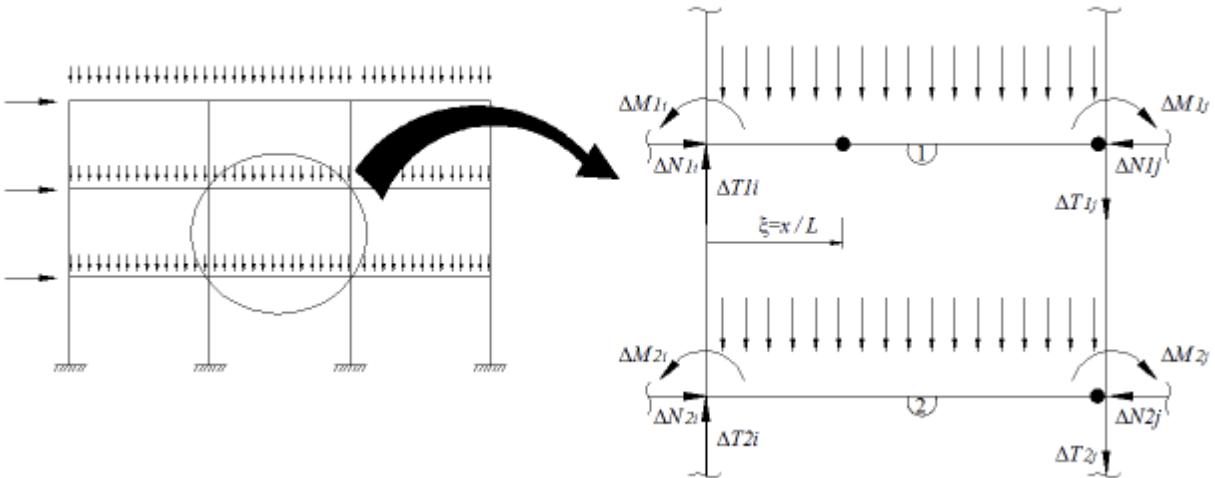 ΔM1i
ΔM1j
ΔN1i
1
ΔN1j
ΔT1i
ΔT1j
ξ=x/L
ΔM2i
ΔM2j
ΔN2i
2
ΔN2j
ΔT2i
ΔT2j